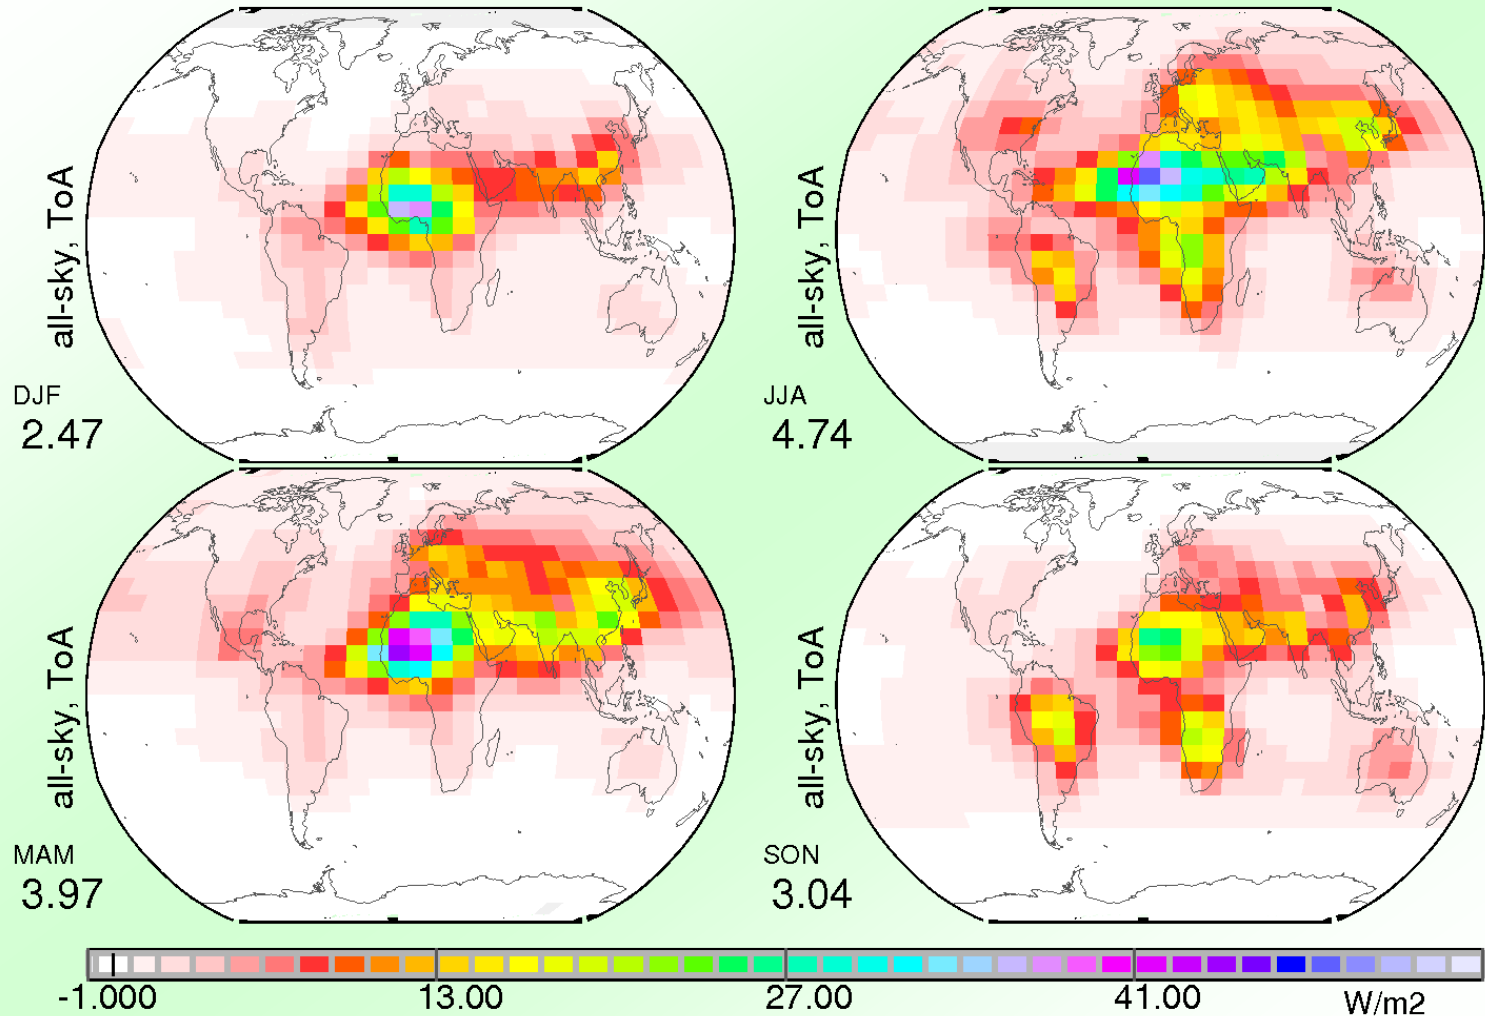 all-sky, ToA
DJF
2.47
all-sky, ToA
JJA
4.74
all-sky, ToA
MAM
3.97
all-sky, ToA
SON
3.04
-1.000 13.00 27.00 41.00 W/m2